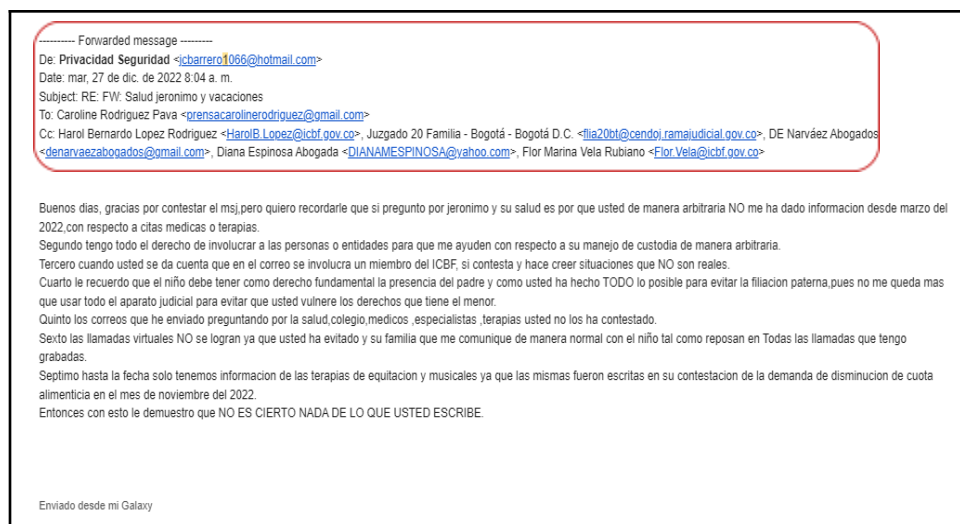 ---------- Forwarded message ---------
De: Privacidad Seguridad <jcbarrero1066@hotmail.com>
Date: mar, 27 de dic. de 2022 8:04 a. m.
Subject: RE: FW: Salud jeronimo y vacaciones
To: Caroline Rodriguez Pava <prensacarolinerodriguez@gmail.com>
Cc: Harol Bernardo Lopez Rodriguez <HarolB.Lopez@icbf.gov.co>, Juzgado 20 Familia - Bogotá - Bogotá D.C. <flia20bt@cendoj.ramajudicial.gov.co>, DE Narváez Abogados
<denarvaezabogados@gmail.com>, Diana Espinosa Abogada <DIANAMESPINOSA@yahoo.com>, Flor Marina Vela Rubiano <Flor.Vela@icbf.gov.co>
Buenos dias, gracias por contestar el msj,pero quiero recordarle que si pregunto por jeronimo y su salud es por que usted de manera arbitraria NO me ha dado informacion desde marzo del
2022,con respecto a citas medicas o terapias.
Segundo tengo todo el derecho de involucrar a las personas o entidades para que me ayuden con respecto a su manejo de custodia de manera arbitraria.
Tercero cuando usted se da cuenta que en el correo se involucra un miembro del ICBF, si contesta y hace creer situaciones que NO son reales.
Cuarto le recuerdo que el niño debe tener como derecho fundamental la presencia del padre y como usted ha hecho TODO lo posible para evitar la filiacion paterna,pues no me queda mas
que usar todo el aparato judicial para evitar que usted vulnere los derechos que tiene el menor.
Quinto los correos que he enviado preguntando por la salud,colegio,medicos ,especialistas ,terapias usted no los ha contestado.
Sexto las llamadas virtuales NO se logran ya que usted ha evitado y su familia que me comunique de manera normal con el niño tal como reposan en Todas las llamadas que tengo
grabadas.
Septimo hasta la fecha solo tenemos informacion de las terapias de equitacion y musicales ya que las mismas fueron escritas en su contestacion de la demanda de disminucion de cuota
alimenticia en el mes de noviembre del 2022.
Entonces con esto le demuestro que NO ES CIERTO NADA DE LO QUE USTED ESCRIBE.
Enviado desde mi Galaxy